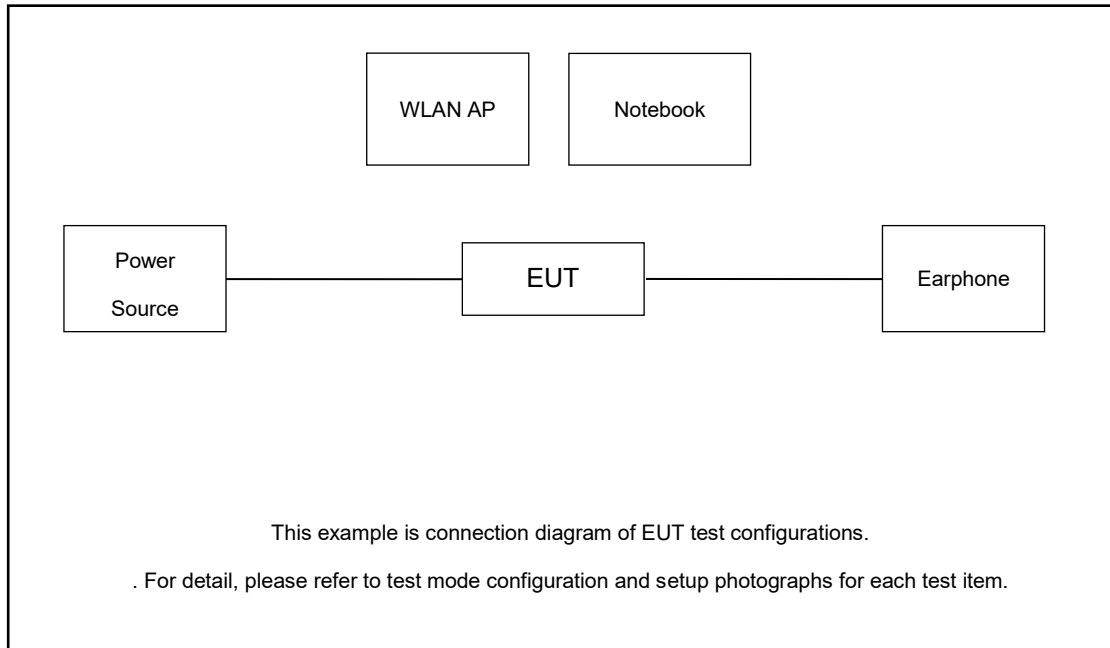 WLAN AP
Notebook
Power
Source
EUT
Earphone
This example is connection diagram of EUT test configurations.
. For detail, please refer to test mode configuration and setup photographs for each test item.